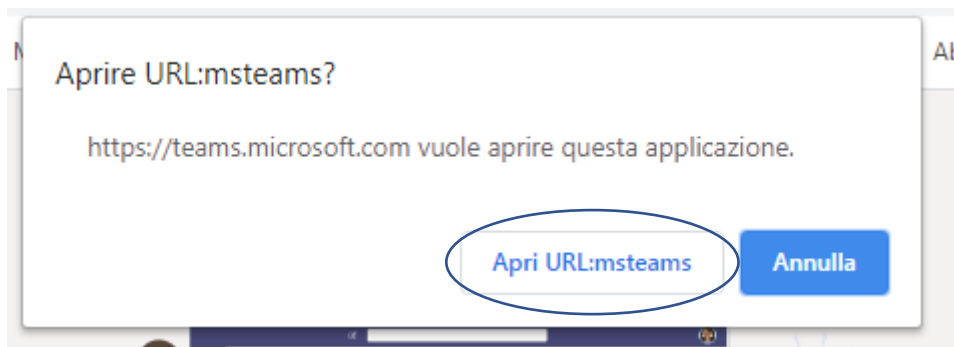 Aprire URL:msteams?
https://teams.microsoft.com vuole aprire questa applicazione.
Apri URL:msteams
Annulla